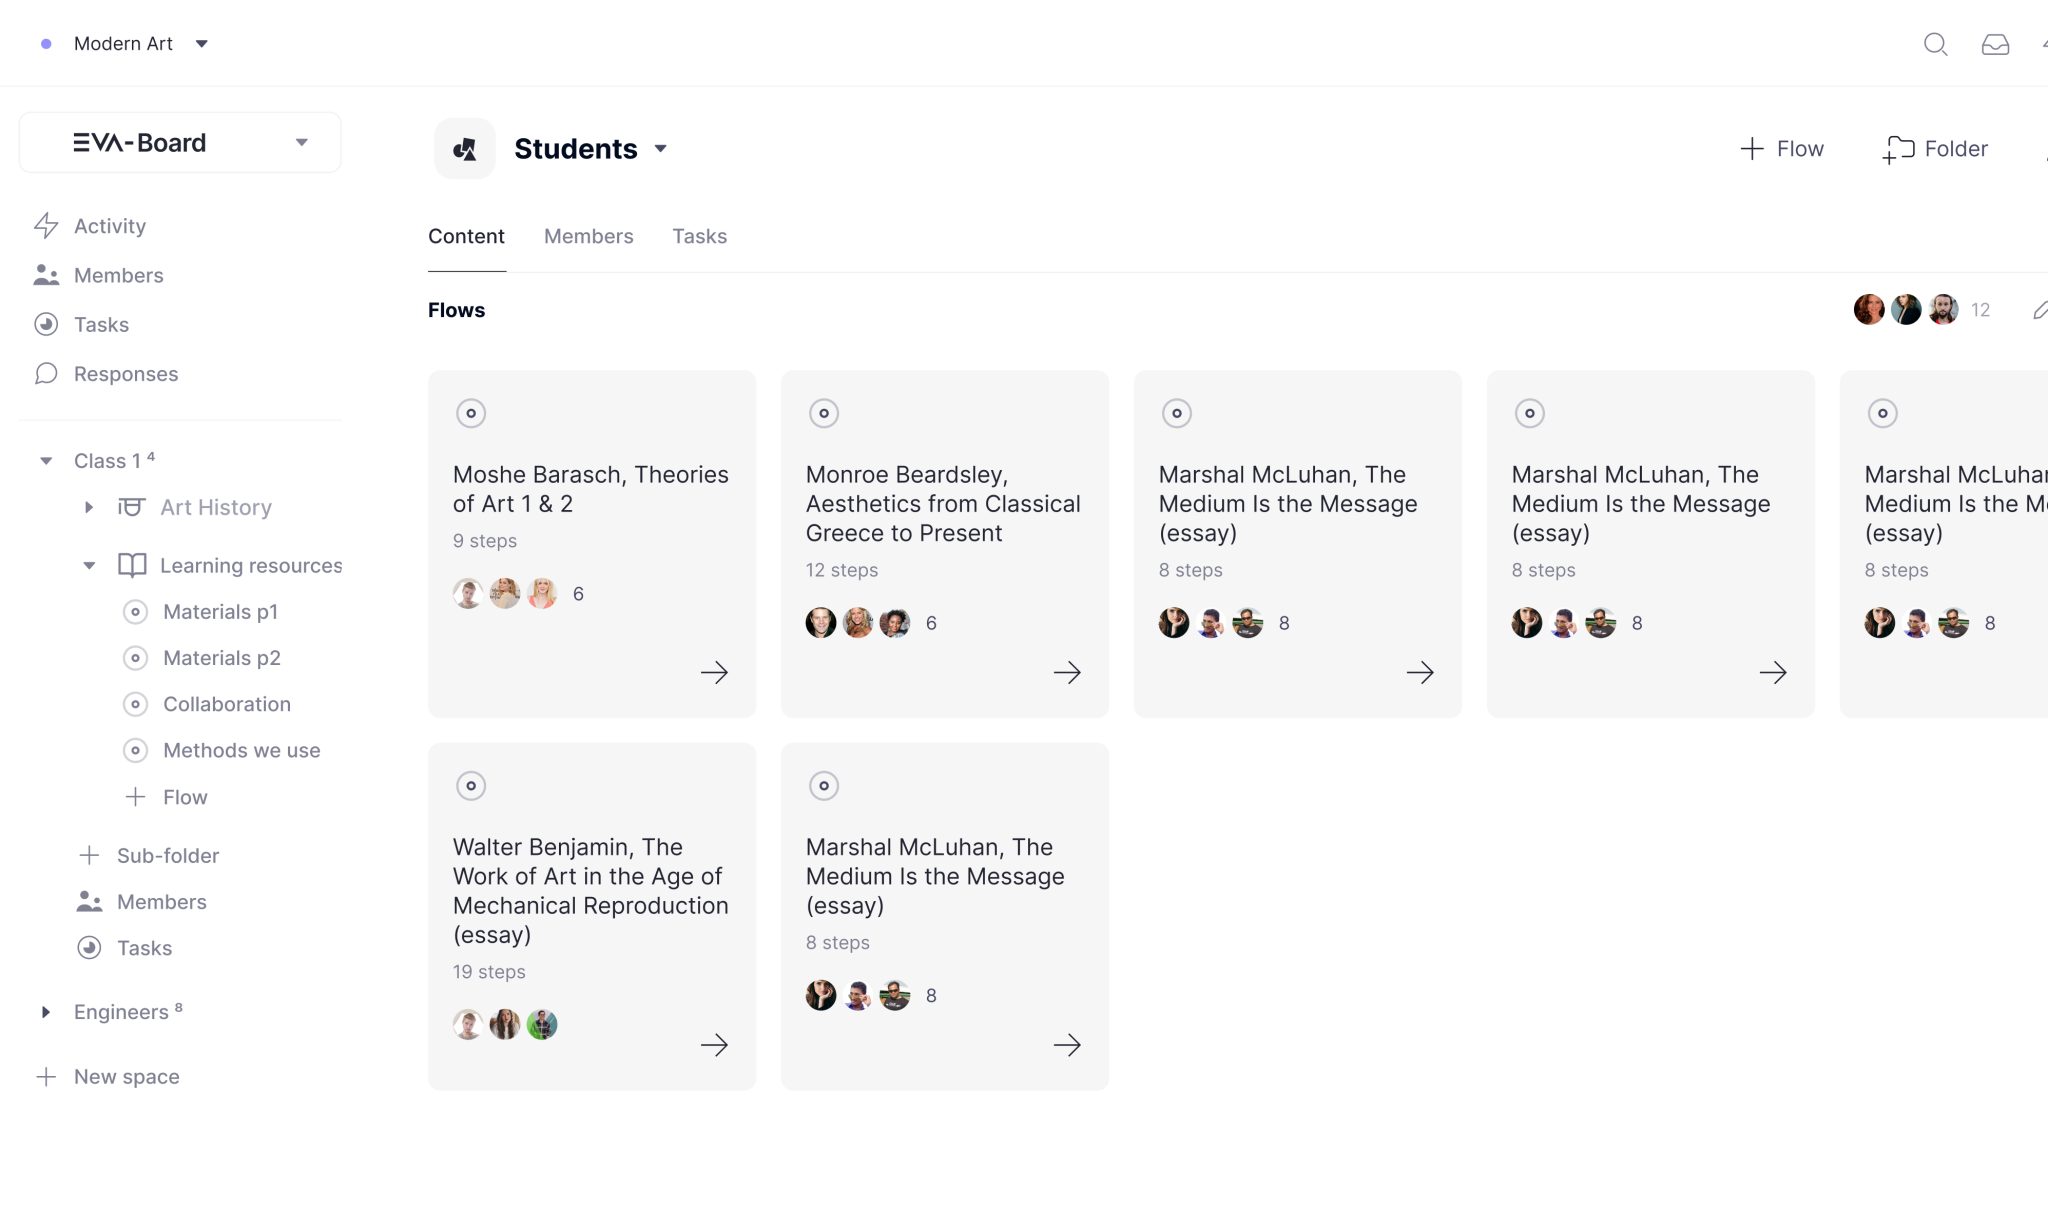 Modern Art
EVA-Board
Activity
Members
Tasks
Responses
Class 1 4
Art History
Learning resources
Materials p1
Materials p2
Collaboration
Methods we use
Flow
Sub-folder
Members
Tasks
Engineers 8
New space
Students
Flow
Folder
Content
Members
Tasks
Flows
12
Moshe Barasch, Theories
of Art 1 & 2
9 steps
6
Monroe Beardsley,
Aesthetics from Classical
Greece to Present
12 steps
6
Marshal McLuhan, The
Medium Is the Message
(essay)
8 steps
8
Marshal McLuhan, The
Medium Is the Message
(essay)
8 steps
8
Marshal
Medium Is the
(essay)
8 steps
8
Walter Benjamin, The
Work of Art in the Age of
Mechanical Reproduction
(essay)
19 steps
Marshal McLuhan, The
Medium Is the Message
(essay)
8 steps
8